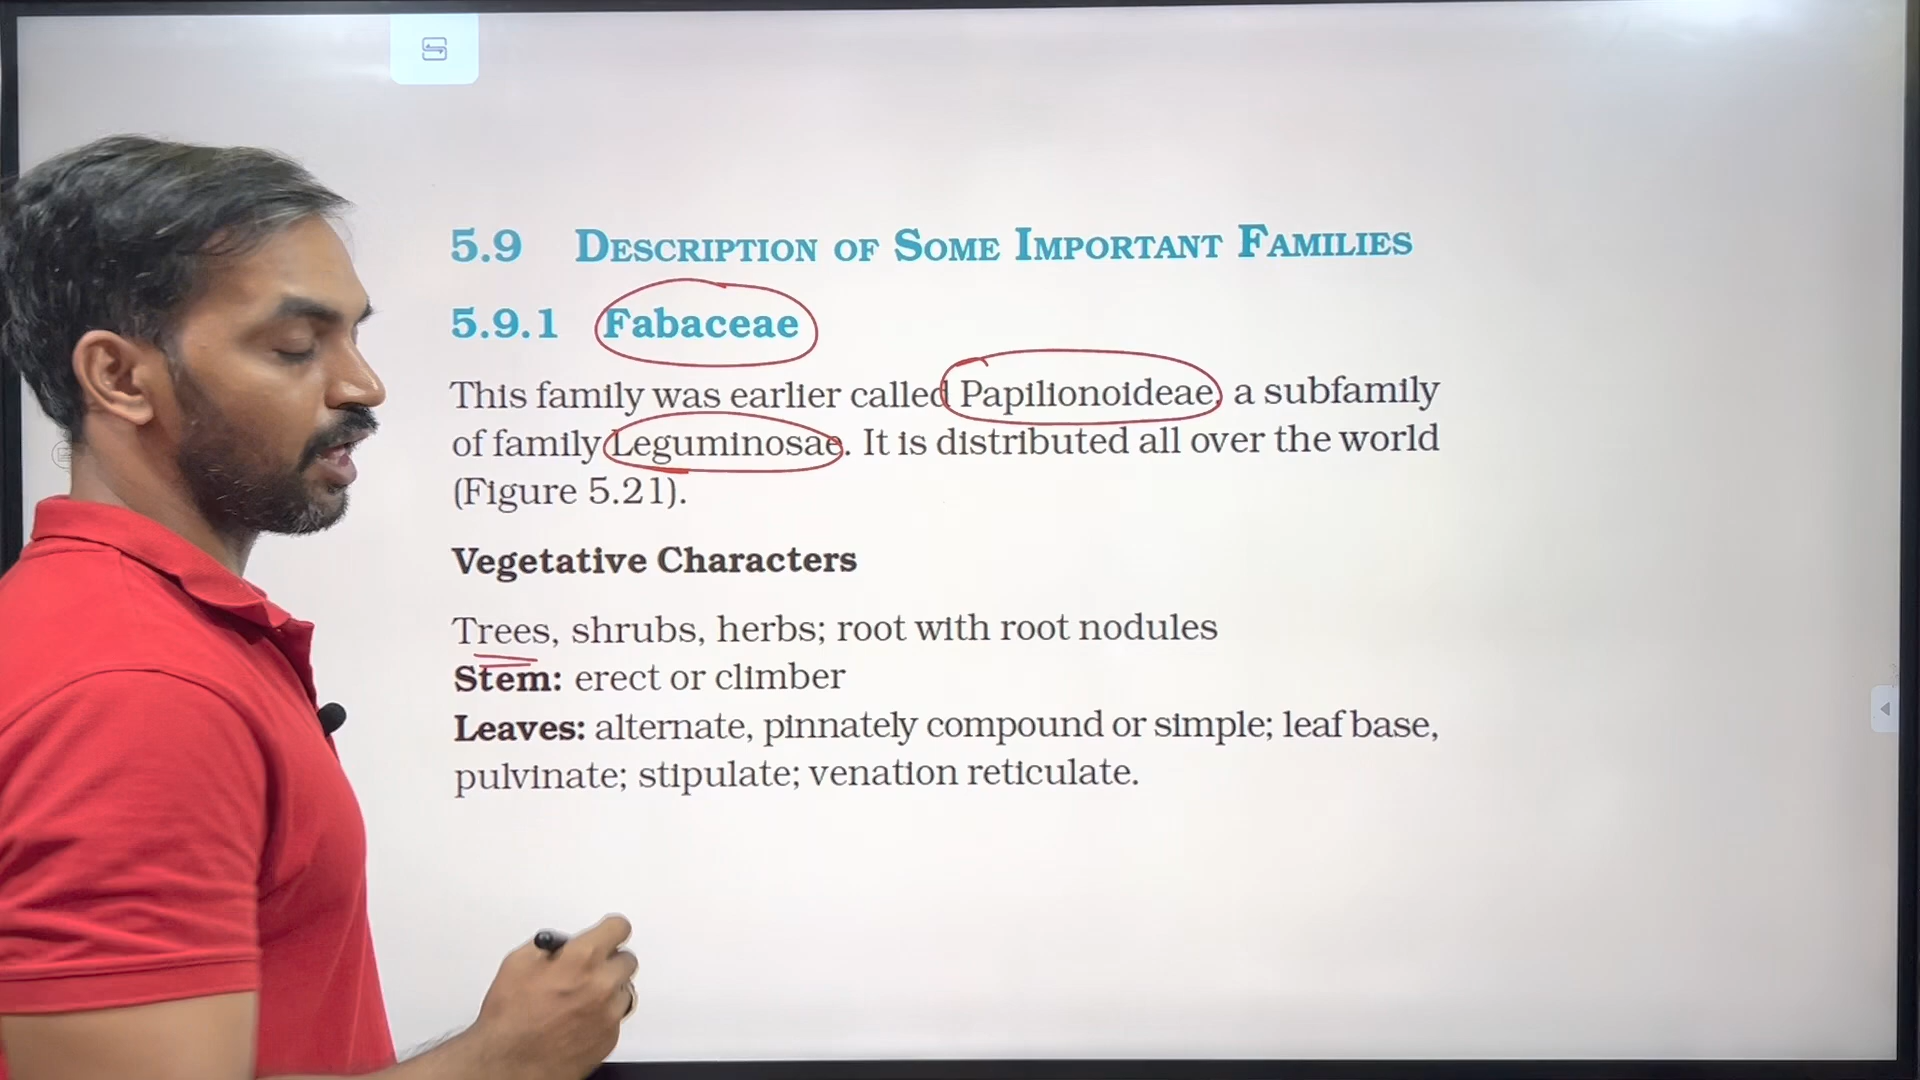 5.9 DESCRIPTION OF SOME IMPORTANT FAMILIES
5.9.1 Fabaceae
This family was earlier called Papilionoideae, a subfamily
of family Leguminosae. It is distributed all over the world
(Figure 5.21).
Vegetative Characters
Trees, shrubs, herbs; root with root nodules
Stem: erect or climber
Leaves: alternate, pinnately compound or simple; leaf base,
pulvinate; stipulate; venation reticulate.